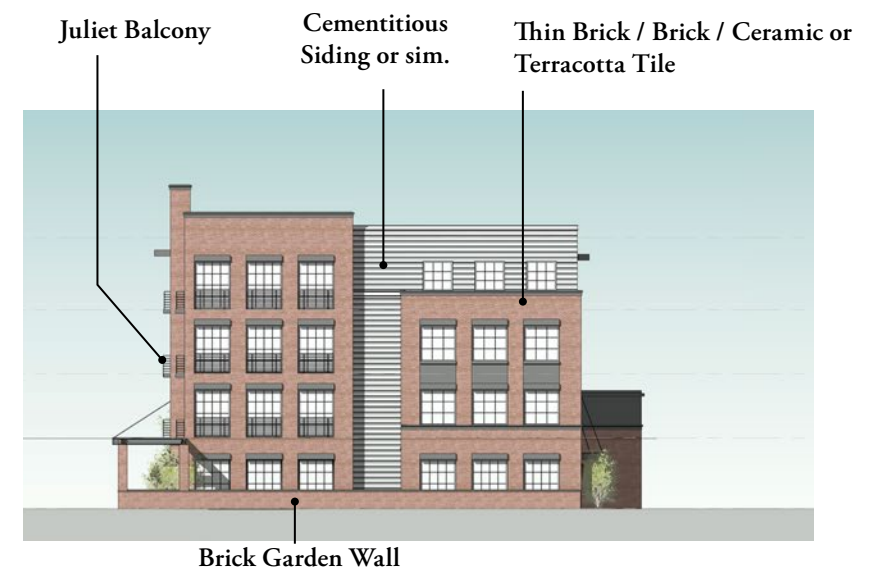 Juliet Balcony
Cementitious
Siding or sim.
Thin Brick / Brick / Ceramic or
Terracotta Tile
Brick Garden Wall